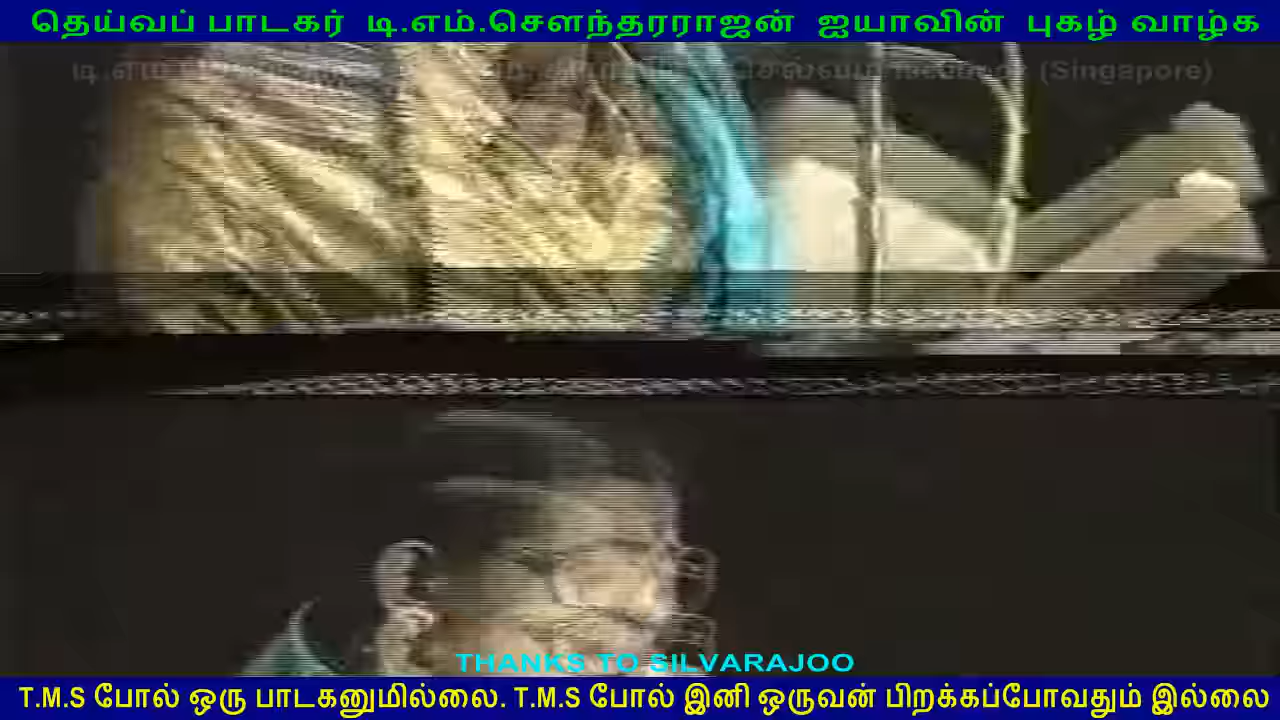 தெய்வப் பாடகர் டி.எம்.சௌந்தரராஜன் ஐயாவின் புகழ் வாழ்க
டி.எம் (Singapore)
THANKS TO SILVARAJOO
T.M.S போல் ஒரு பாடகனுமில்லை. T.M.S போல் இனி ஒருவன் பிறக்கப்போவதும் இல்லை